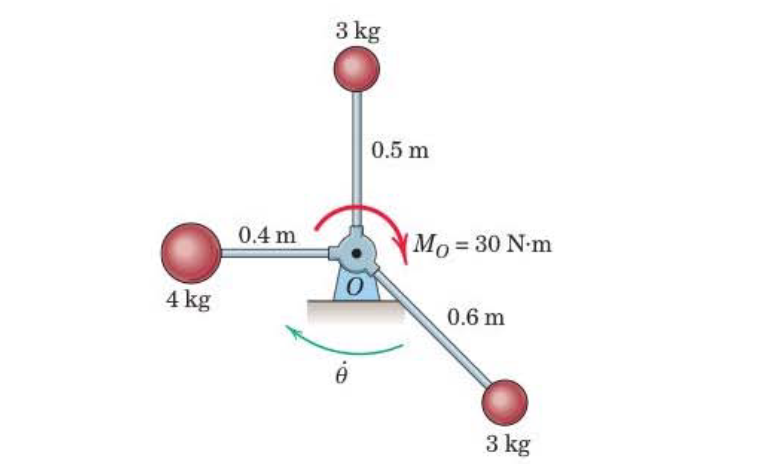 3 kg
0.5 m
0.4 m
M_O = 30 N·m
4 kg
O
0.6 m
θ̇
3 kg